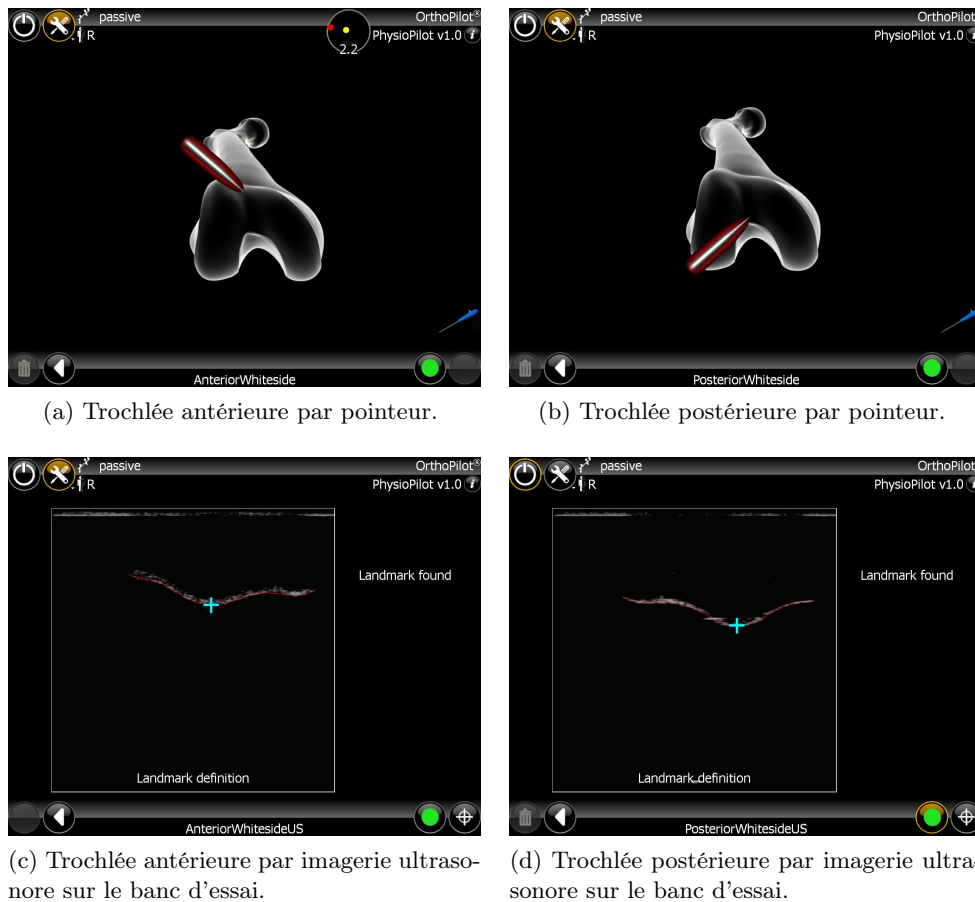 passive
OrthoPilot®
R
PhysioPilot v1.0 i
2.2
AnteriorWhiteside
passive
OrthoPilot
R
PhysioPilot v1.0
PosteriorWhiteside
(a) Trochlée antérieure par pointeur.
(b) Trochlée postérieure par pointeur.
passive
OrthoPilot®
R
PhysioPilot v1.0 i
Landmark found
Landmark definition
AnteriorWhitesideUS
passive
OrthoPilot
R
PhysioPilot v1.0
Landmark found
Landmark definition
PosteriorWhitesideUS
(c) Trochlée antérieure par imagerie ultraso-
nore sur le banc d'essai.
(d) Trochlée postérieure par imagerie ultra-
sonore sur le banc d'essai.